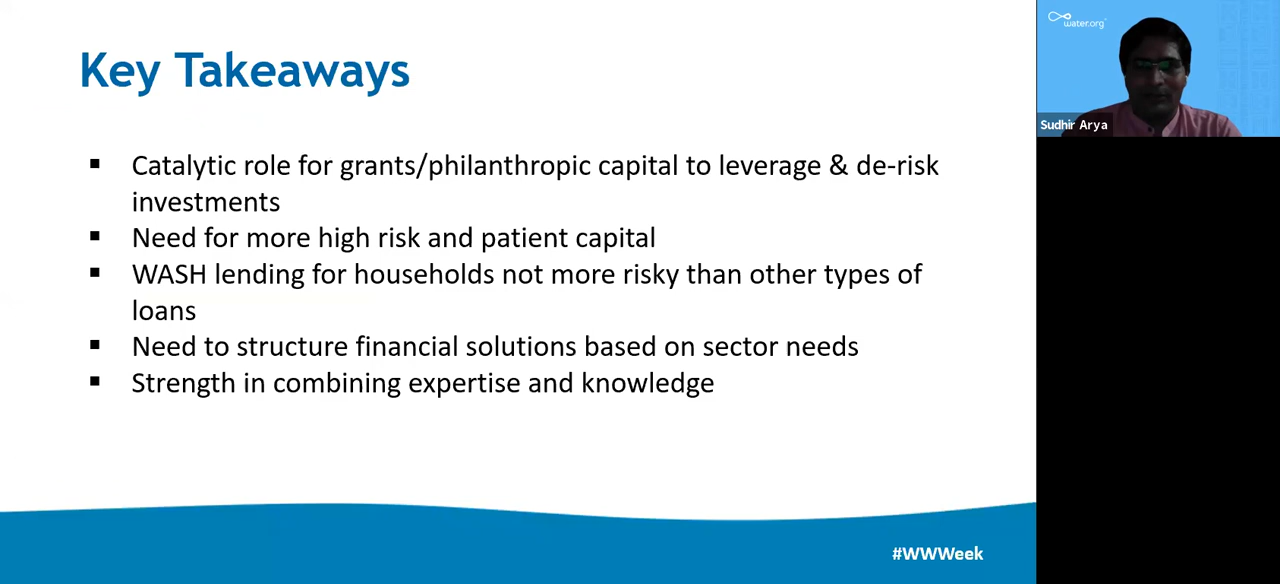 Key Takeaways
▪ Catalytic role for grants/philanthropic capital to leverage & de-risk
investments
▪ Need for more high risk and patient capital
▪ WASH lending for households not more risky than other types of
loans
▪ Need to structure financial solutions based on sector needs
▪ Strength in combining expertise and knowledge
#WWWeek
water.org
Sudhir Arya